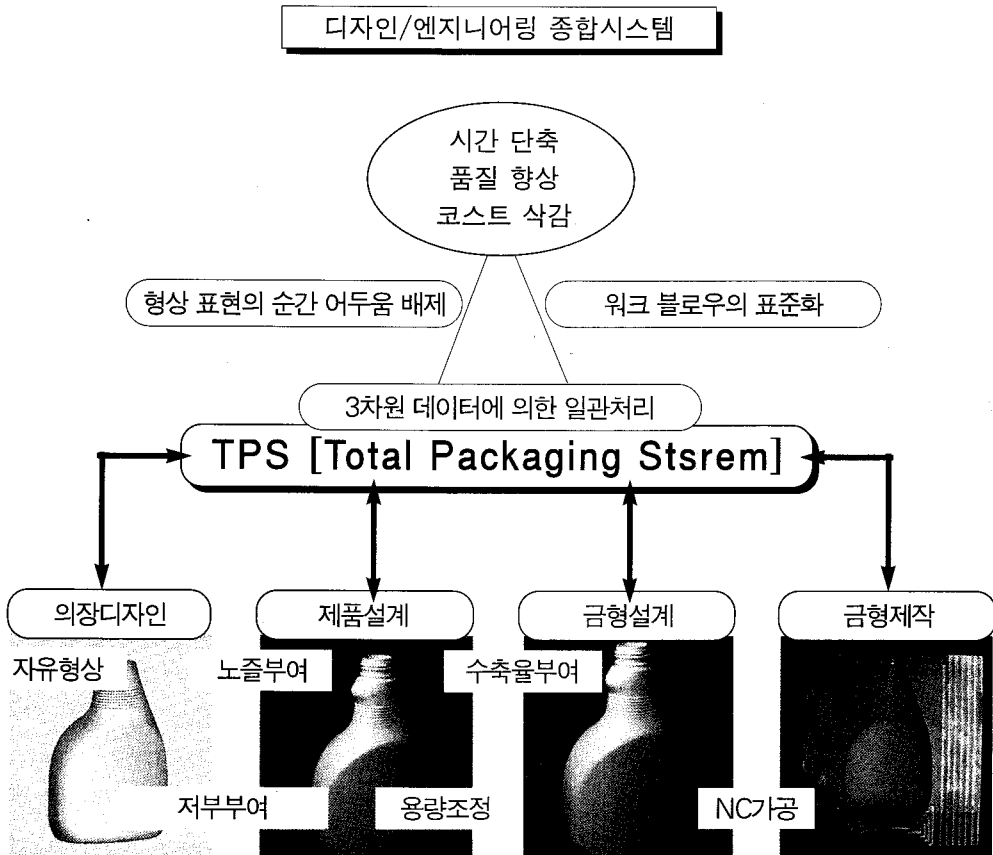 디자인/엔지니어링 종합시스템
시간 단축
품질 향상
코스트 삭감
형상 표현의 순간 어두움 배제
워크 블로우의 표준화
3차원 데이터에 의한 일관처리
TPS [Total Packaging Stsrem]
의장디자인
제품설계
금형설계
금형제작
자유형상
노즐부여
수축율부여
저부부여
용량조정
NC가공